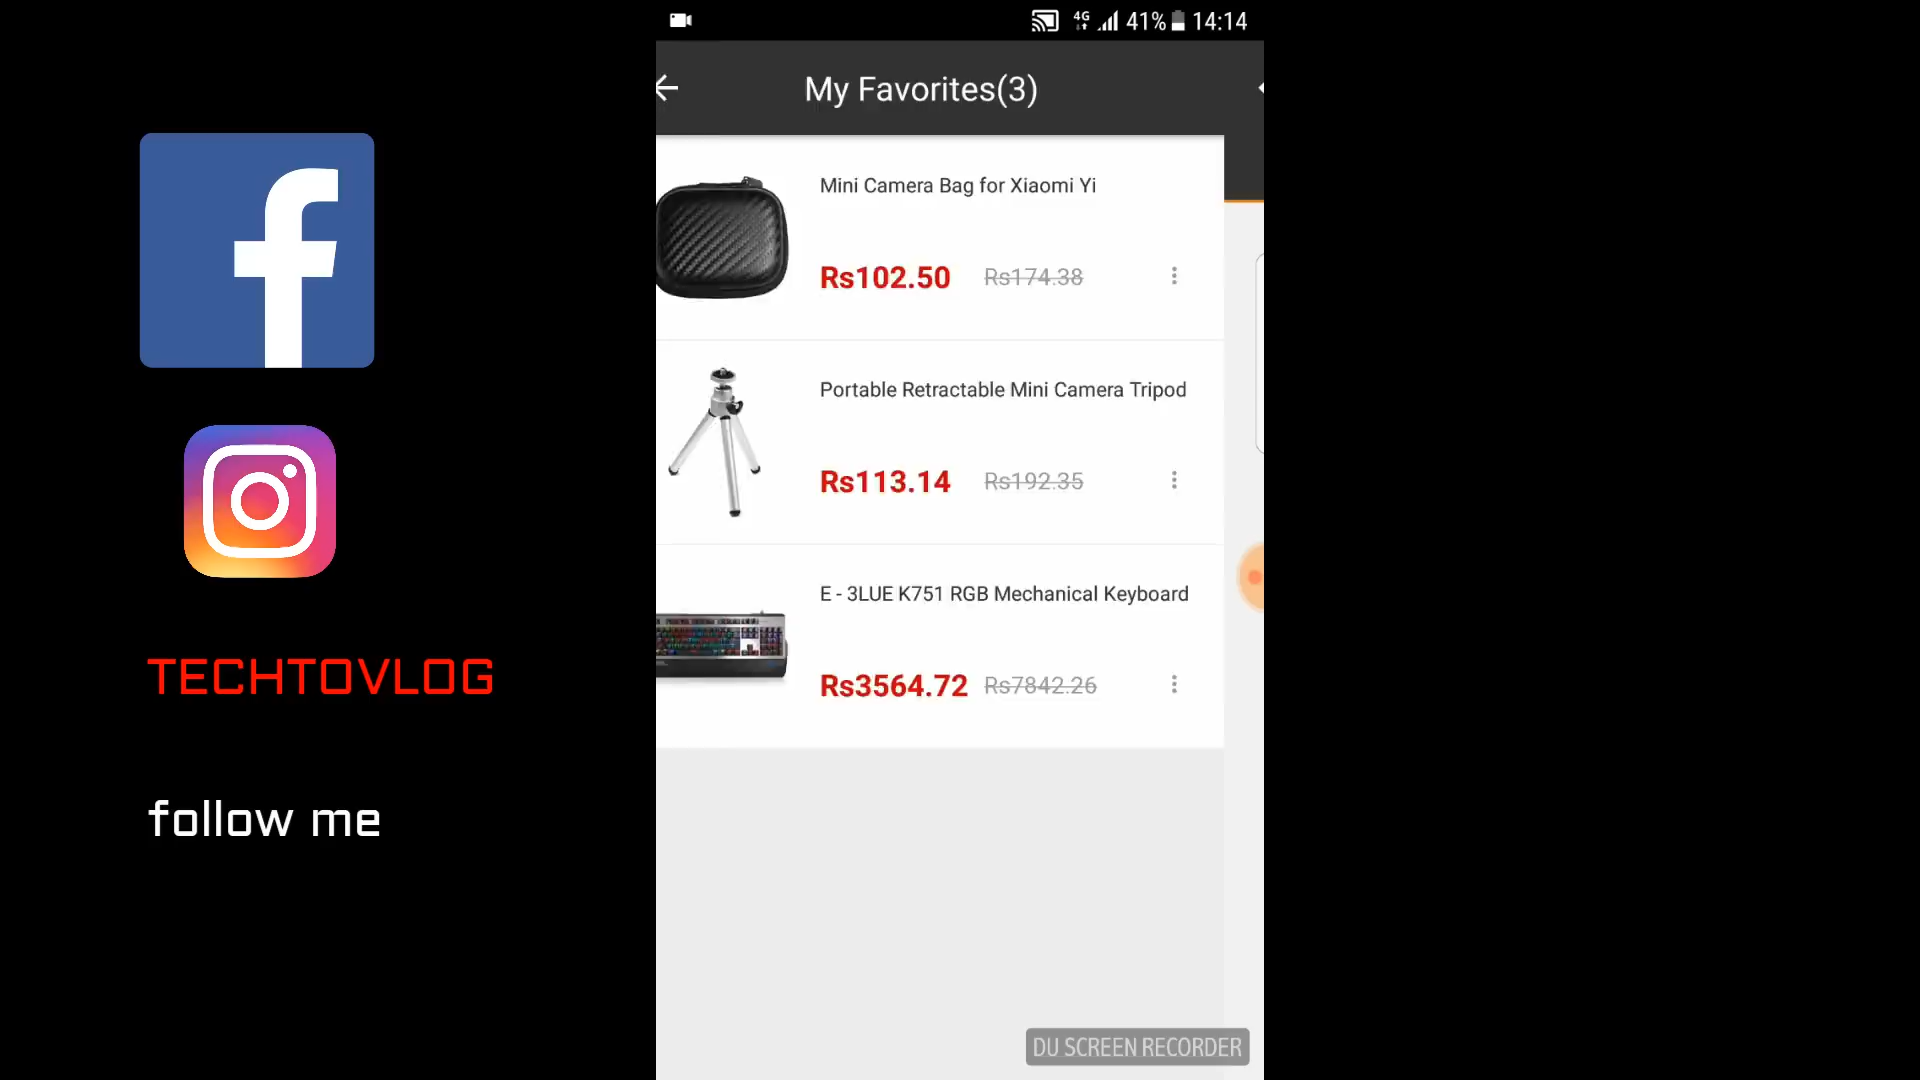 4G 41% 14:14
My Favorites(3)
Mini Camera Bag for Xiaomi Yi
Rs102.50 Rs174.38
Portable Retractable Mini Camera Tripod
Rs113.14 Rs192.35
E - 3LUE K751 RGB Mechanical Keyboard
Rs3564.72 Rs7842.26
TECHTOVLOG
follow me
DU SCREEN RECORDER